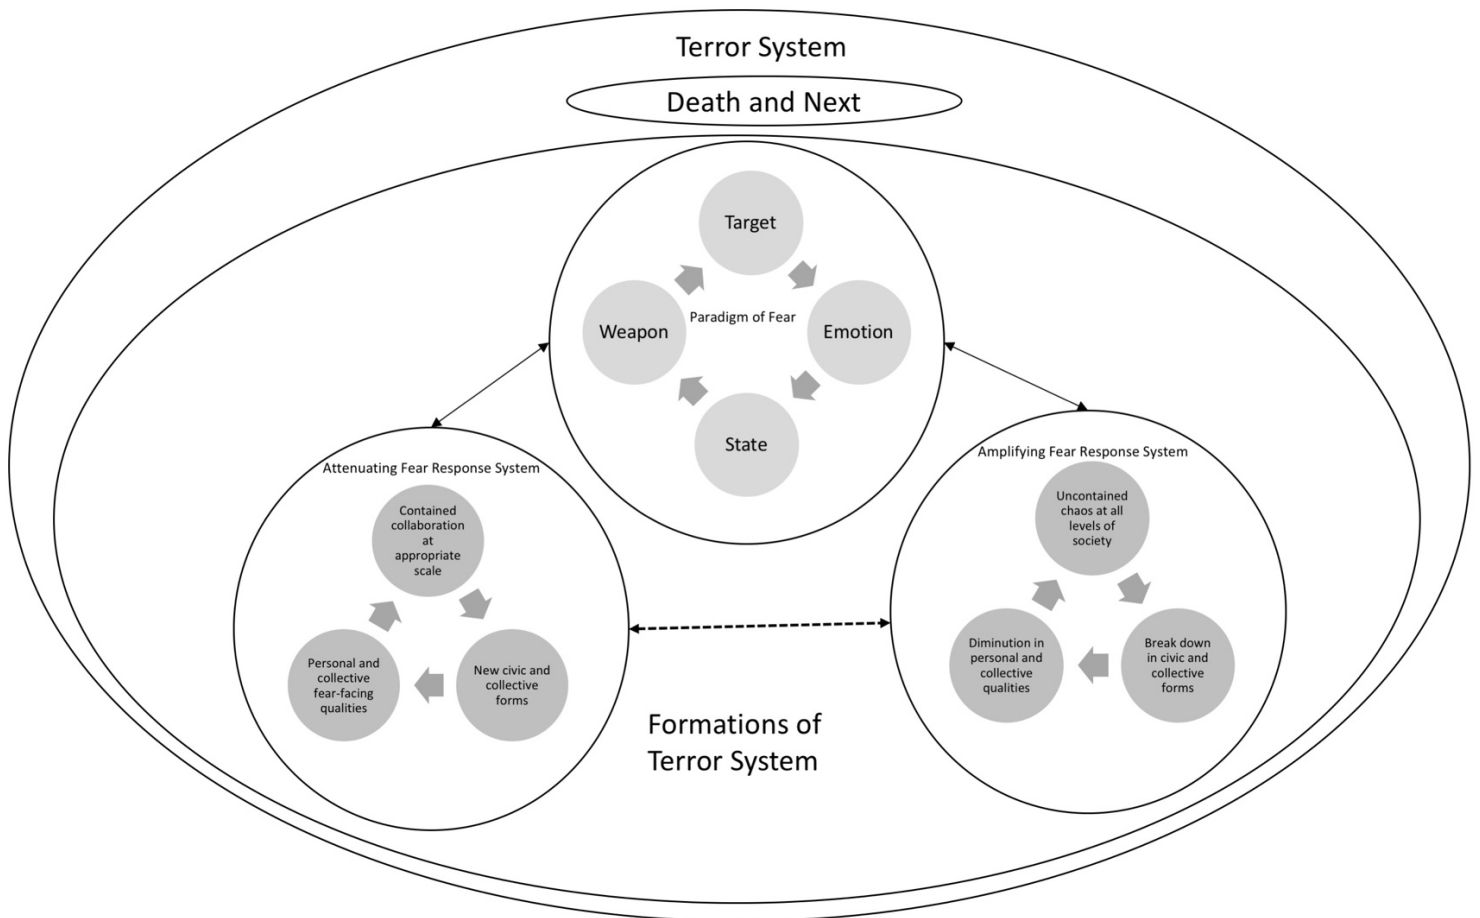 Terror System
Death and Next
Target
Weapon
Paradigm of Fear
Emotion
State
Attenuating Fear Response System
Contained
collaboration
at
appropriate
scale
Personal and
collective
fear-facing
qualities
New civic and
collective
forms
Amplifying Fear Response System
Uncontained
chaos at all
levels of
society
Diminution in
personal and
collective
qualities
Break down
in civic and
collective
forms
Formations of
Terror System